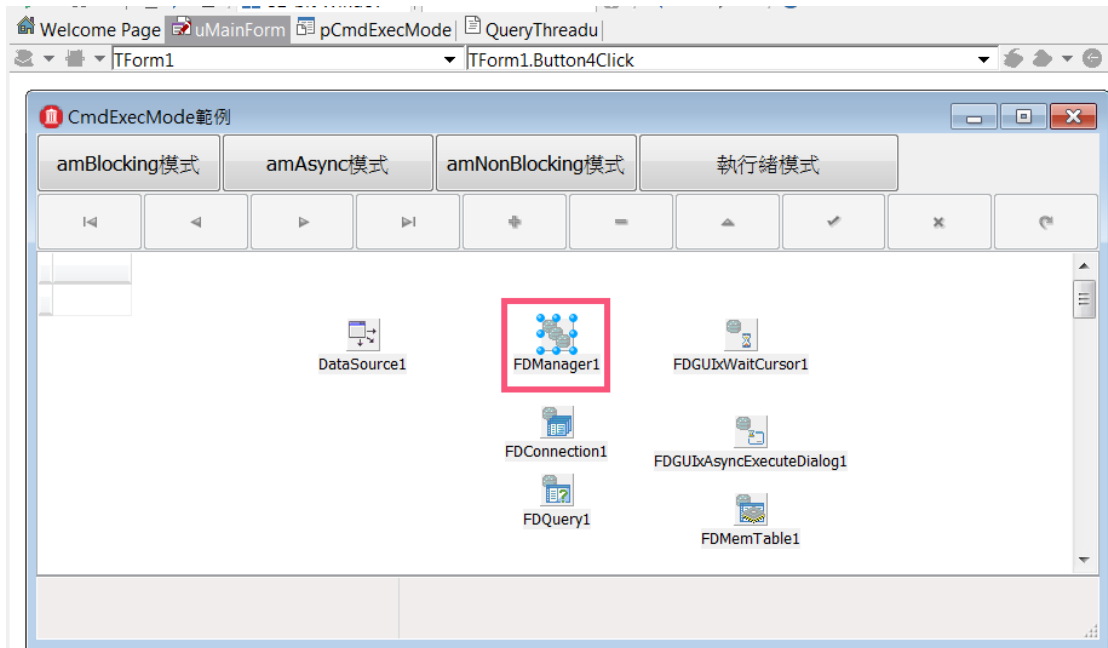 Welcome Page uMainForm pCmdExecMode QueryThreadu
TForm1 TForm1.Button4Click
CmdExecMode範例
amBlocking模式 amAsync模式 amNonBlocking模式 執行緒模式
DataSource1 FDManager1 FDGUIxWaitCursor1
FDConnection1 FDGUIxAsyncExecuteDialog1
FDQuery1 FDMemTable1